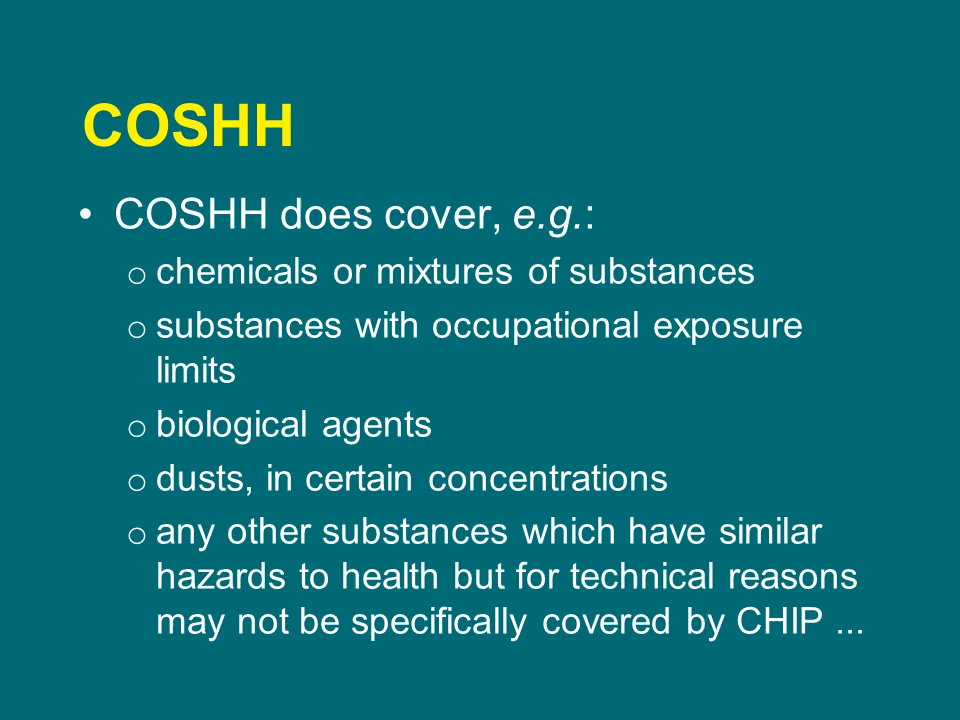 COSHH
• COSHH does cover, e.g.:
o chemicals or mixtures of substances
o substances with occupational exposure
limits
o biological agents
o dusts, in certain concentrations
o any other substances which have similar
hazards to health but for technical reasons
may not be specifically covered by CHIP ...